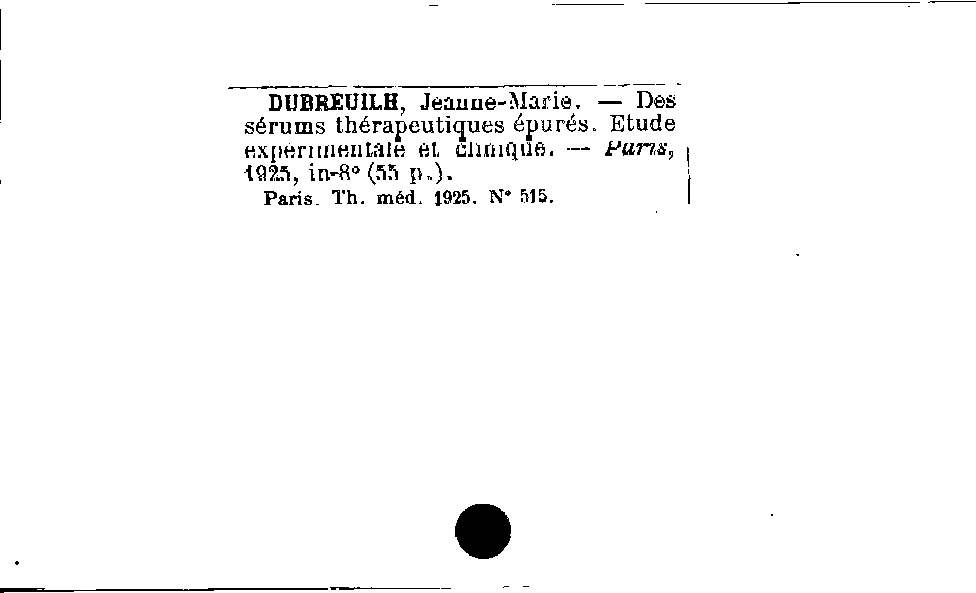 DUBREUILH, Jeanne-Marie. — Des
sérums thérapeutiques épurés. Etude
expérimentale et clinique. — Paris,
1925, in-8° (55 p.).
Paris. Th. méd. 1925. N° 515.